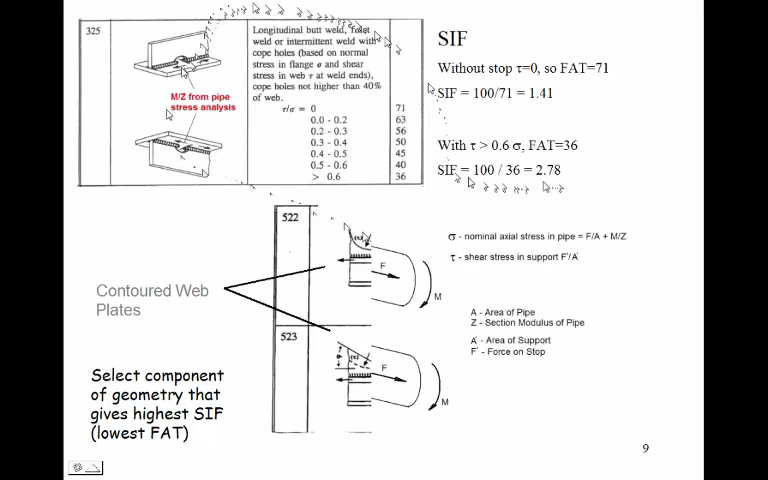 325
Longitudinal butt weld, fillet
weld or intermittent weld with
cope holes (based on normal
stress in flange σ and shear
stress in web τ at weld ends),
cope holes not higher than 40%
of web.
τ/σ = 0 71
0.0 - 0.2 63
0.2 - 0.3 56
0.3 - 0.4 50
0.4 - 0.5 45
0.5 - 0.6 40
> 0.6 36
M/Z from pipe
stress analysis
SIF
Without stop τ=0, so FAT=71
SIF = 100/71 = 1.41
With τ > 0.6 σ, FAT=36
SIF = 100 / 36 = 2.78
522
F
M
σ - nominal axial stress in pipe = F/A + M/Z
τ - shear stress in support F'/A'
Contoured Web
Plates
A - Area of Pipe
Z - Section Modulus of Pipe
A' - Area of Support
F' - Force on Stop
523
F
M
Select component
of geometry that
gives highest SIF
(lowest FAT)
9